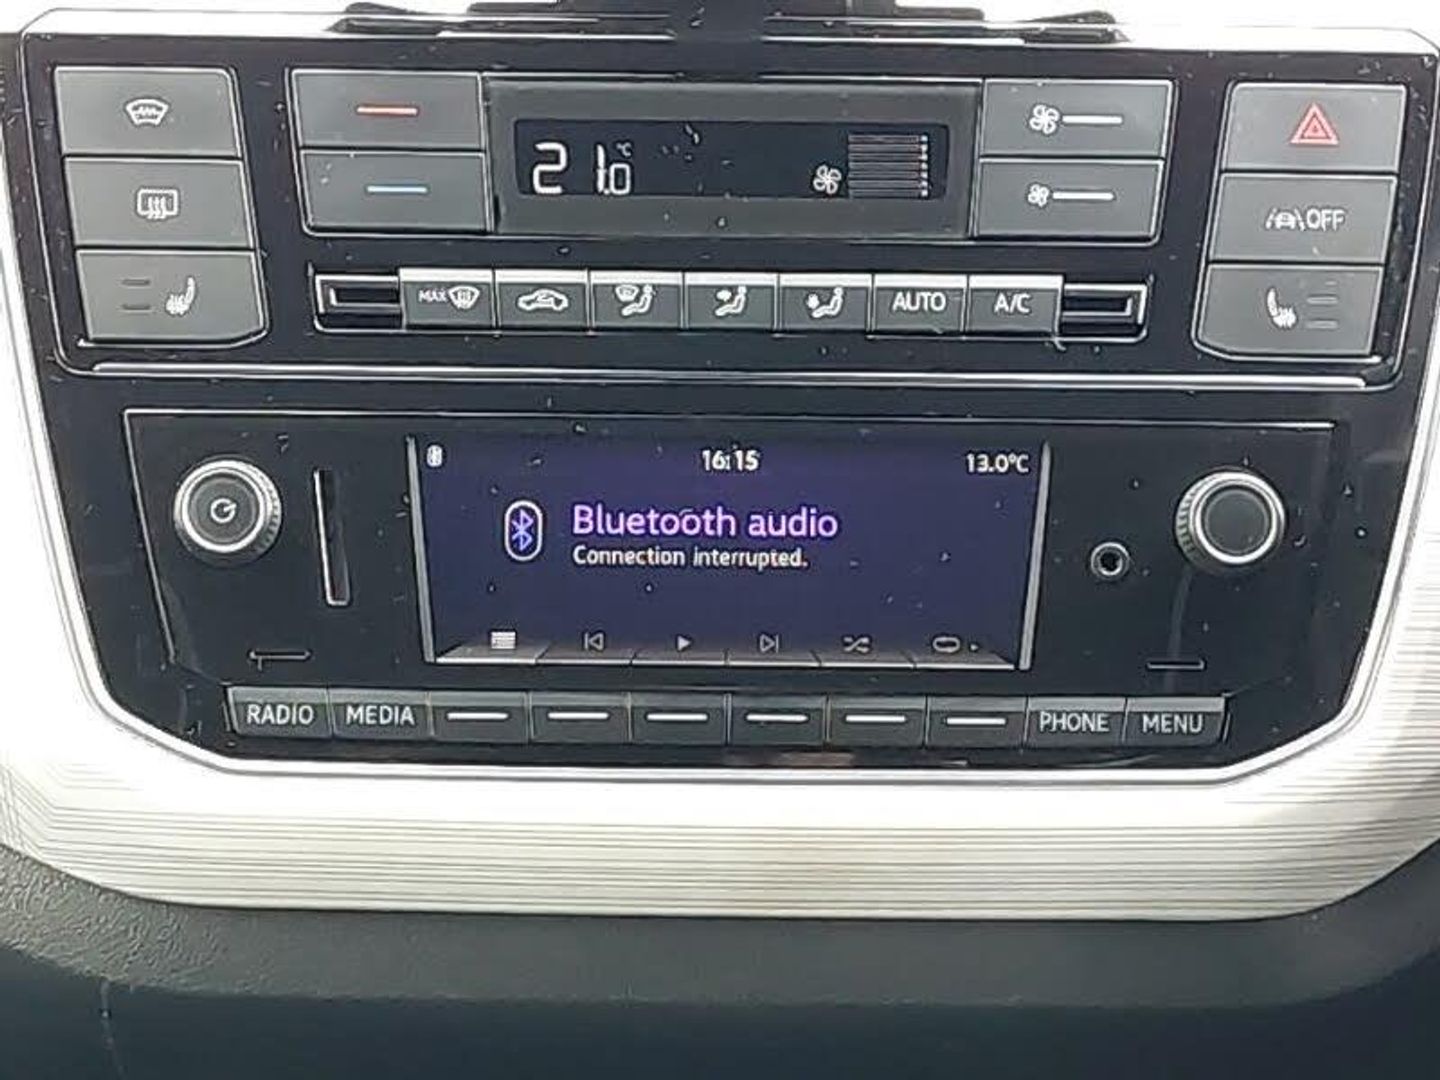 21.0 °C
OFF
MAX
AUTO
A/C
16:15
13.0°C
Bluetooth audio
Connection interrupted.
RADIO
MEDIA
PHONE
MENU